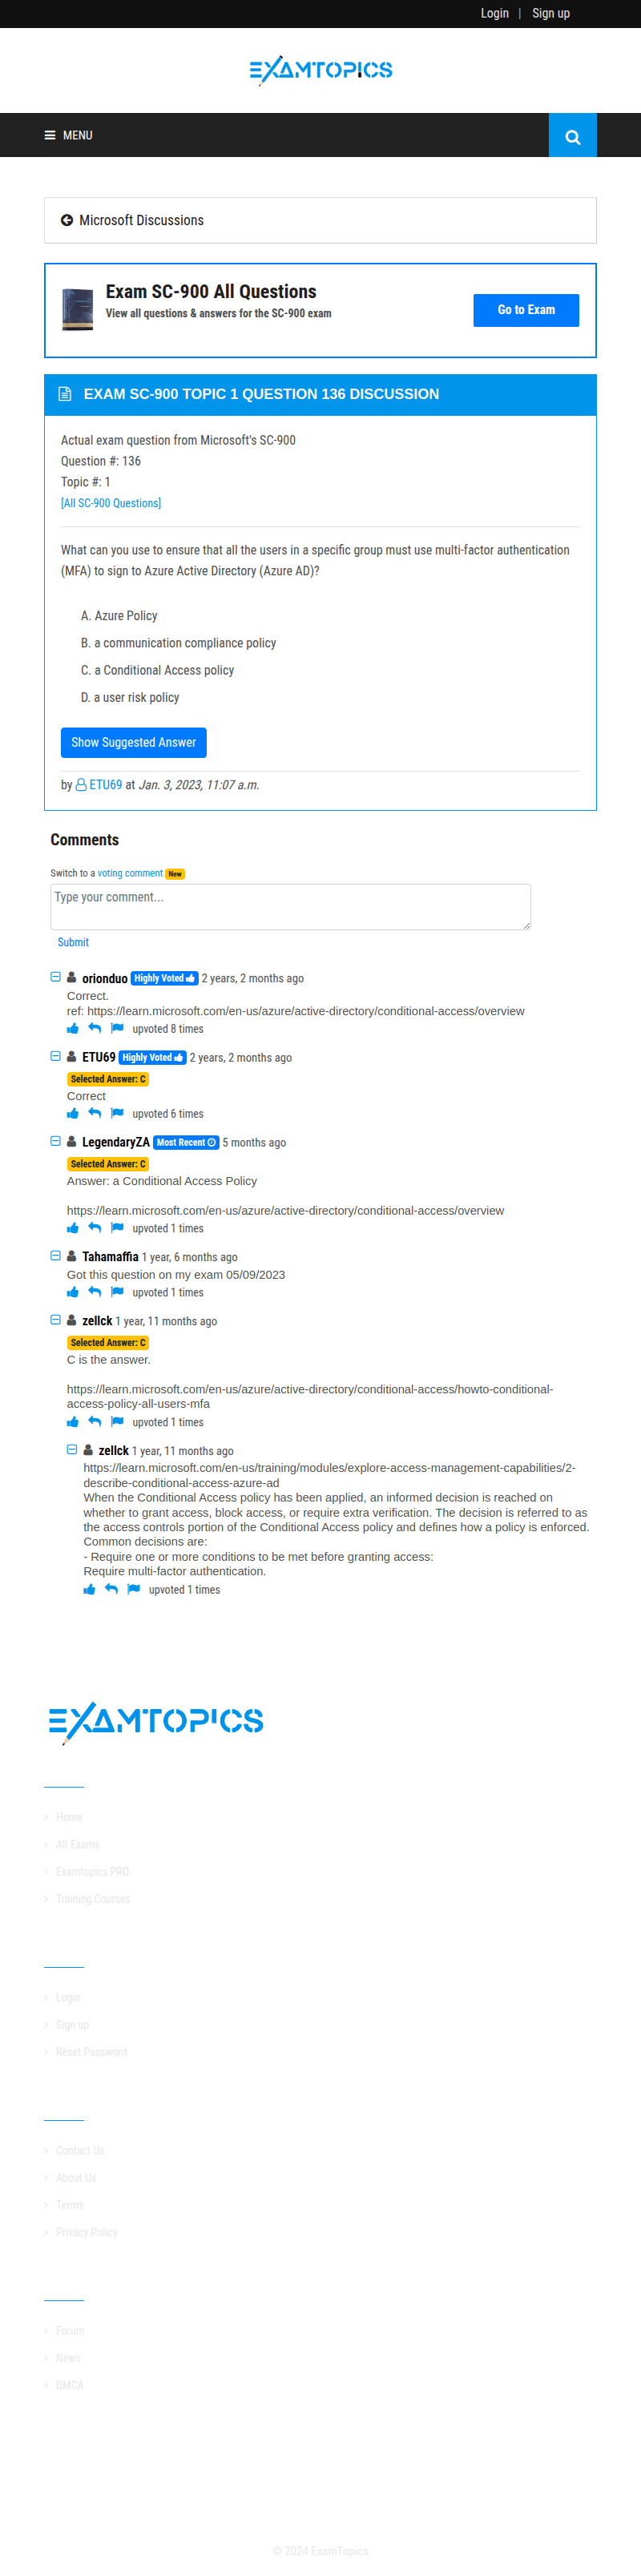 Login | Sign up
EXAMTOPICS
MENU
Microsoft Discussions
Exam SC-900 All Questions
View all questions & answers for the SC-900 exam
Go to Exam
EXAM SC-900 TOPIC 1 QUESTION 136 DISCUSSION
Actual exam question from Microsoft's SC-900
Question #: 136
Topic #: 1
[All SC-900 Questions]
What can you use to ensure that all the users in a specific group must use multi-factor authentication
(MFA) to sign to Azure Active Directory (Azure AD)?
A. Azure Policy
B. a communication compliance policy
C. a Conditional Access policy
D. a user risk policy
Show Suggested Answer
by ETU69 at Jan. 3, 2023, 11:07 a.m.
Comments
Switch to a voting comment New
Type your comment...
Submit
orionduo Highly Voted 2 years, 2 months ago
Correct.
ref: https://learn.microsoft.com/en-us/azure/active-directory/conditional-access/overview
upvoted 8 times
ETU69 Highly Voted 2 years, 2 months ago
Selected Answer: C
Correct
upvoted 6 times
LegendaryZA Most Recent 5 months ago
Selected Answer: C
Answer: a Conditional Access Policy
https://learn.microsoft.com/en-us/azure/active-directory/conditional-access/overview
upvoted 1 times
Tahamaffia 1 year, 6 months ago
Got this question on my exam 05/09/2023
upvoted 1 times
zellck 1 year, 11 months ago
Selected Answer: C
C is the answer.
https://learn.microsoft.com/en-us/azure/active-directory/conditional-access/howto-conditional-
access-policy-all-users-mfa
upvoted 1 times
zellck 1 year, 11 months ago
https://learn.microsoft.com/en-us/training/modules/explore-access-management-capabilities/2-
describe-conditional-access-azure-ad
When the Conditional Access policy has been applied, an informed decision is reached on
whether to grant access, block access, or require extra verification. The decision is referred to as
the access controls portion of the Conditional Access policy and defines how a policy is enforced.
Common decisions are:
- Require one or more conditions to be met before granting access:
Require multi-factor authentication.
upvoted 1 times
EXAMTOPICS
Home
All Exams
Examtopics PRO
Training Courses
Login
Sign up
Reset Password
Contact Us
About Us
Terms
Privacy Policy
Forum
News
DMCA
© 2024 ExamTopics